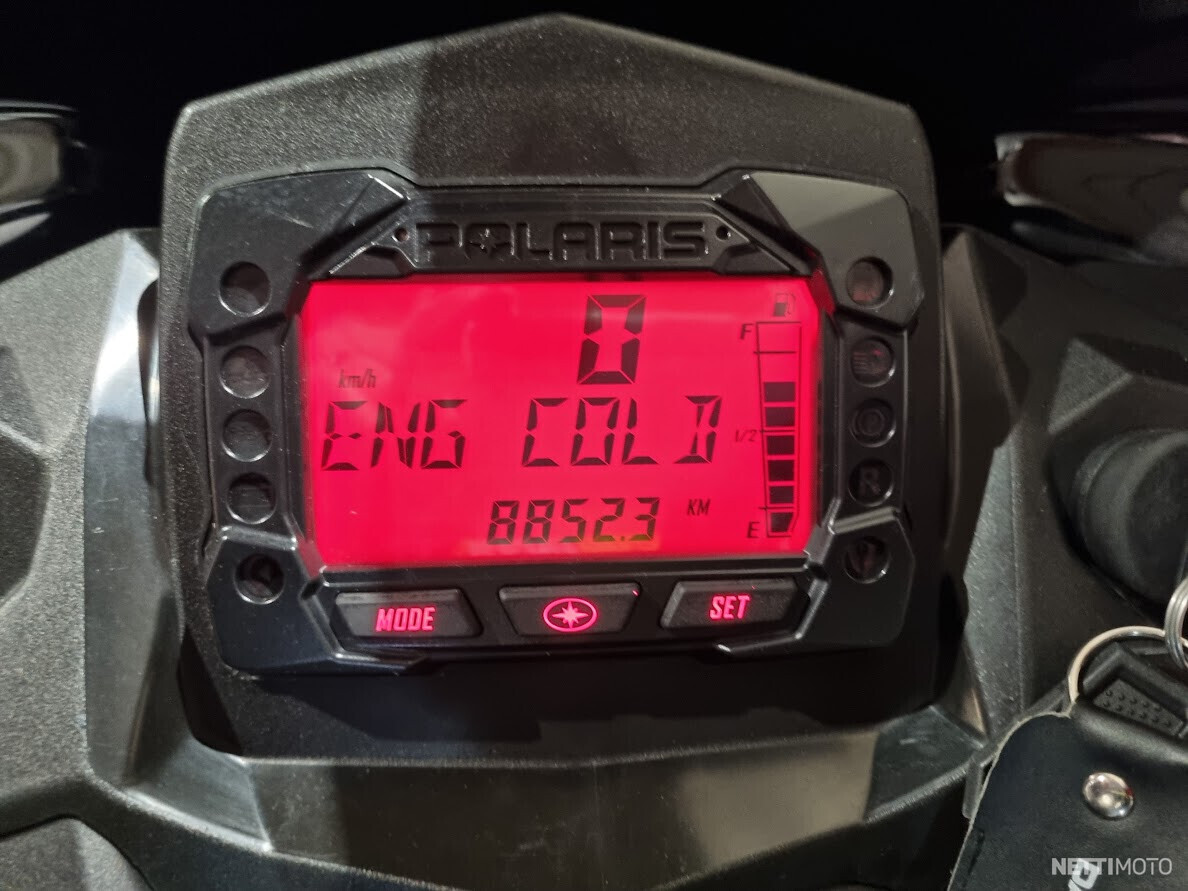 POLARIS
0
F
km/h
ENG COLD
1/2
8852.3 KM
E
R
MODE
SET
NETTIMOTO